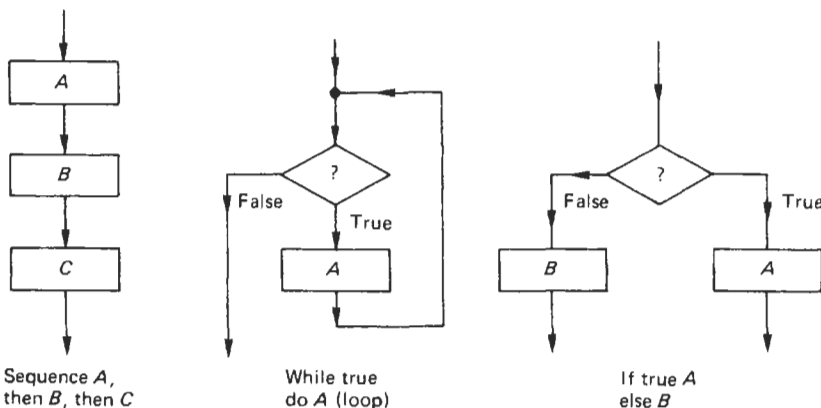 A
B
C
Sequence A,
then B, then C
?
False
True
A
While true
do A (loop)
?
False
True
B
A
If true A
else B